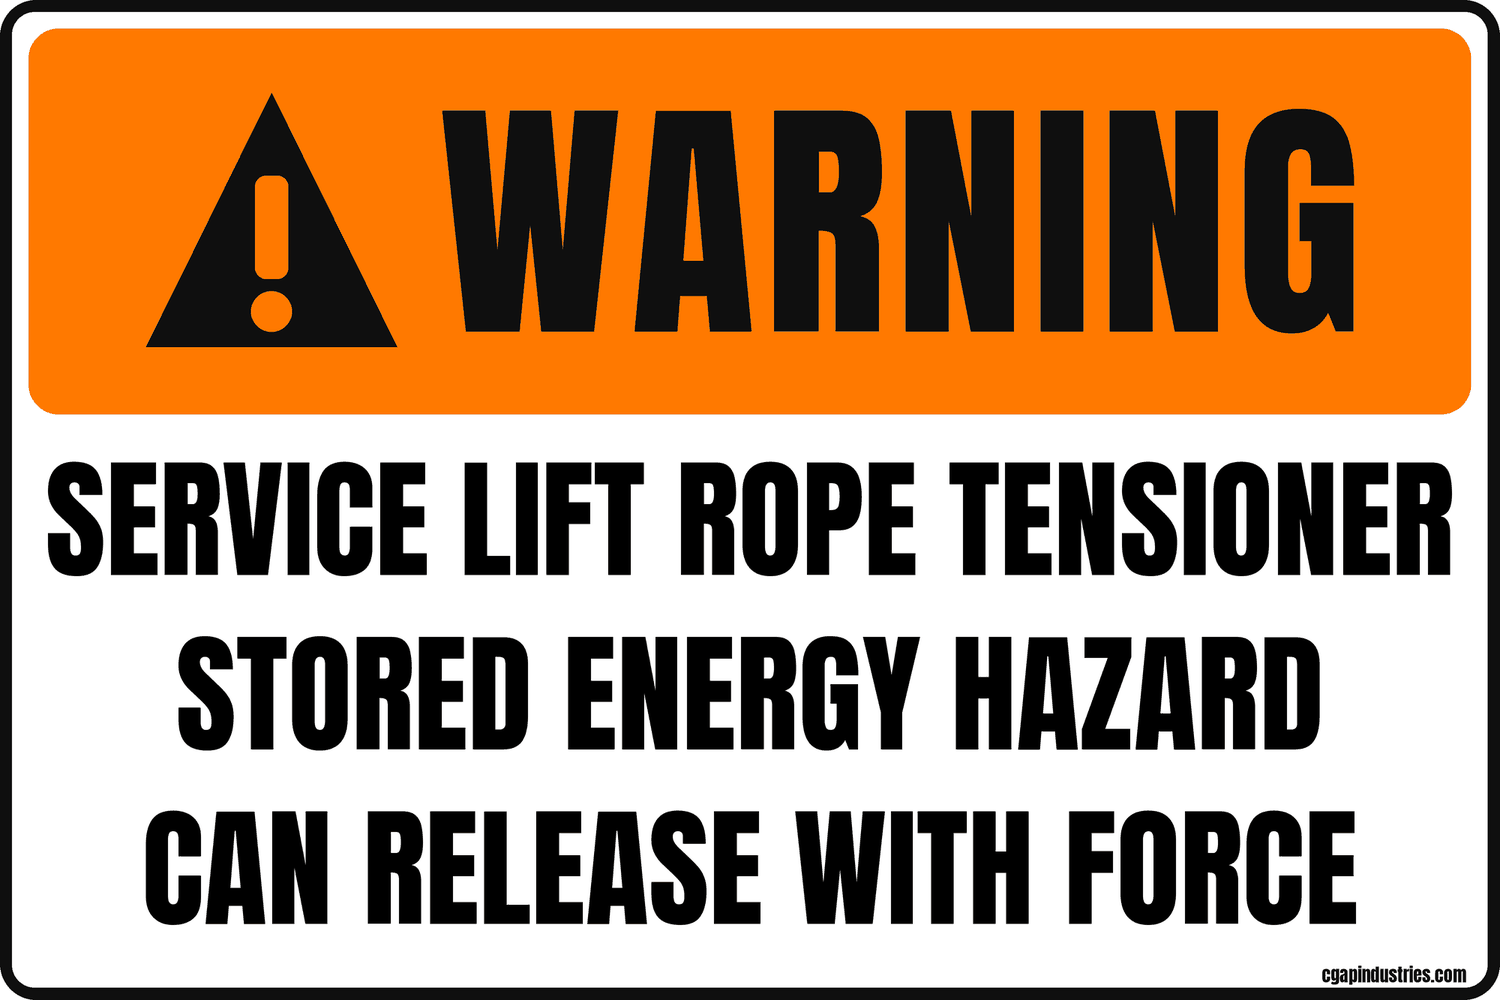 WARNING
SERVICE LIFT ROPE TENSIONER
STORED ENERGY HAZARD
CAN RELEASE WITH FORCE
cgapindustries.com